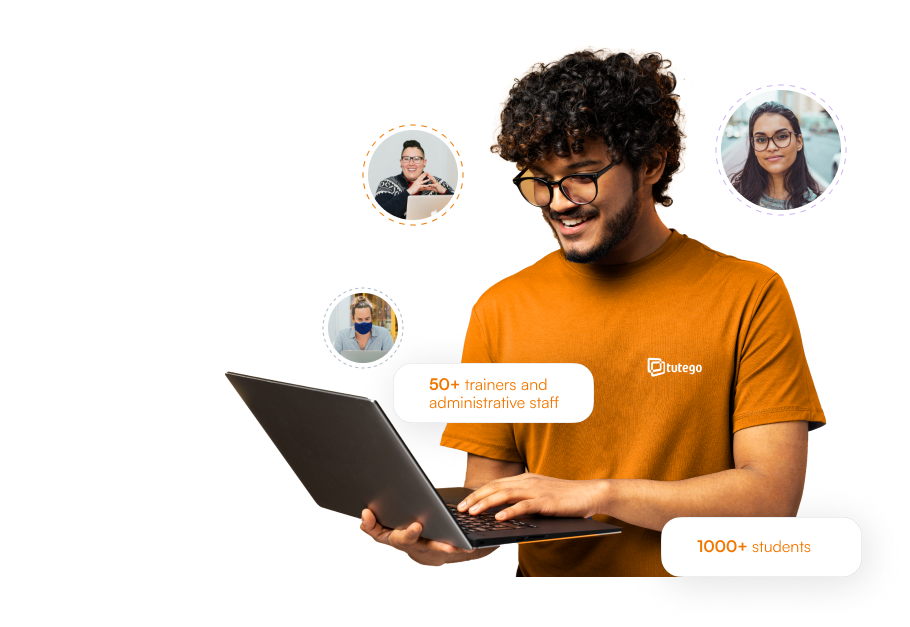 tutego
50+ trainers and
administrative staff
1000+ students